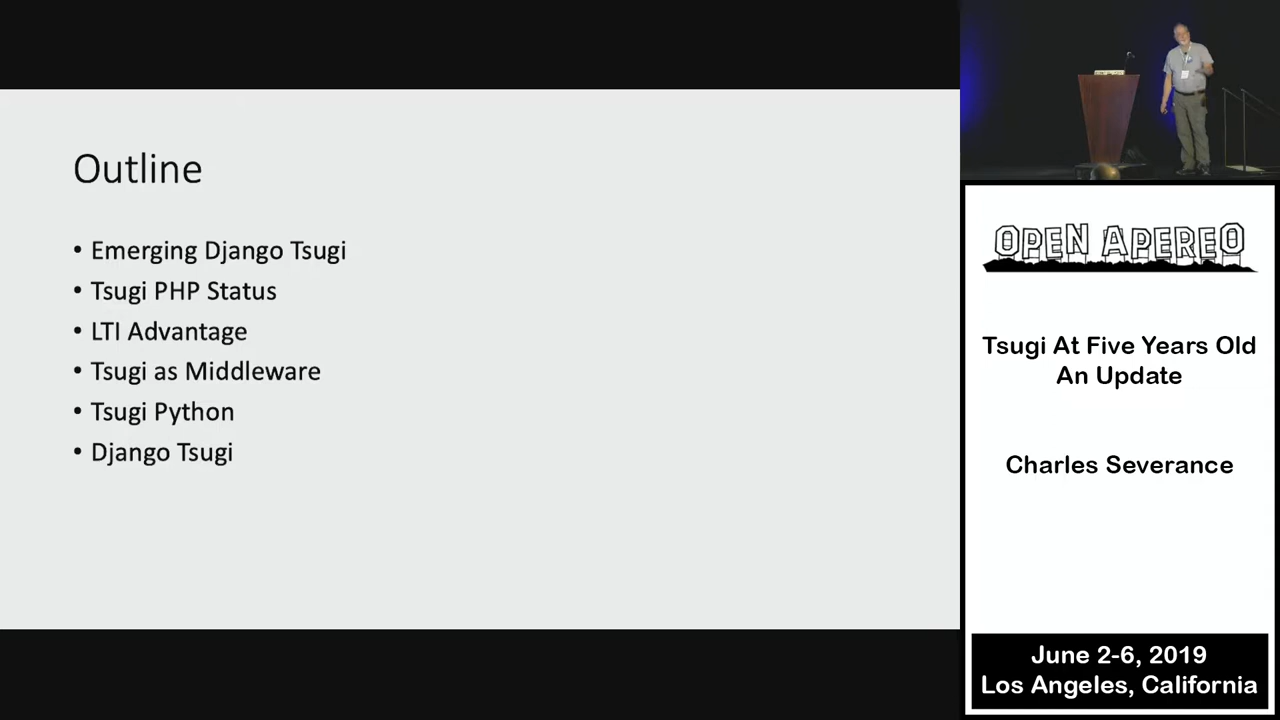 Outline
• Emerging Django Tsugi
• Tsugi PHP Status
• LTI Advantage
• Tsugi as Middleware
• Tsugi Python
• Django Tsugi
OPEN APEREO
Tsugi At Five Years Old
An Update
Charles Severance
June 2-6, 2019
Los Angeles, California